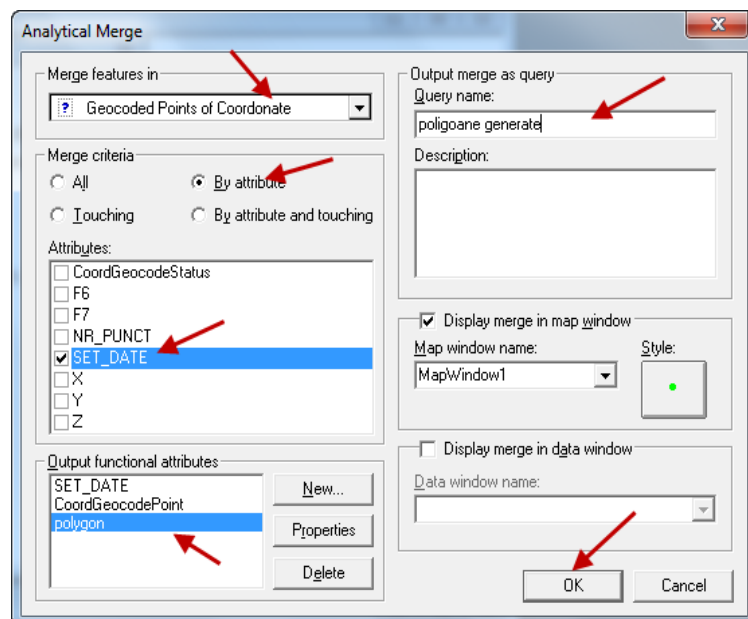 Analytical Merge
Merge features in
Geocoded Points of Coordonate
Merge criteria
All
By attribute
Touching
By attribute and touching
Attributes:
CoordGeocodeStatus
F6
F7
NR_PUNCT
SET_DATE
X
Y
Z
Output functional attributes
SET_DATE
CoordGeocodePoint
polygon
New...
Properties
Delete
Output merge as query
Query name:
poligoane generate
Description:
Display merge in map window
Map window name:
Style:
MapWindow1
Display merge in data window
Data window name:
OK
Cancel